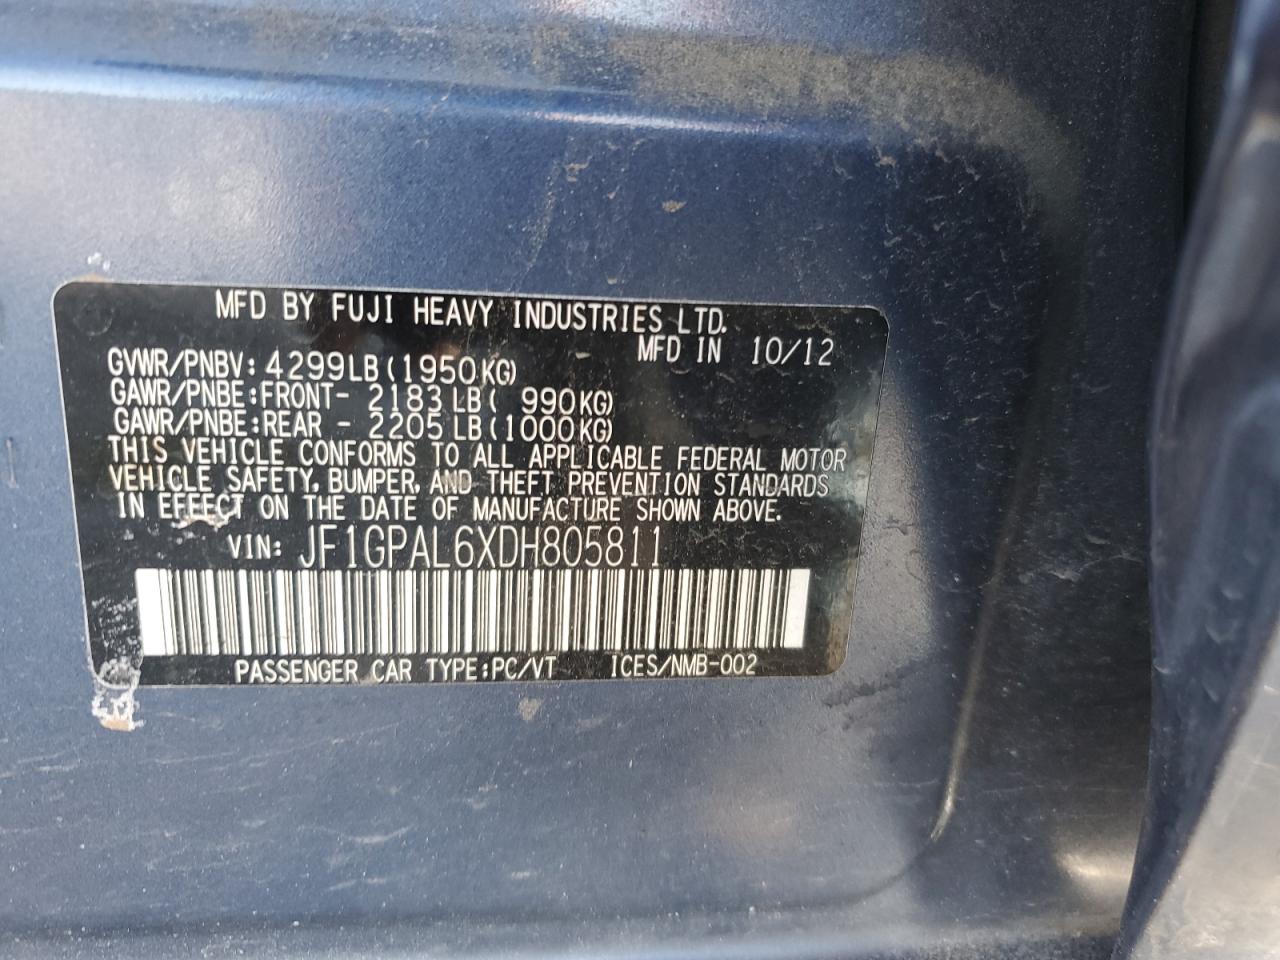 MFD BY FUJI HEAVY INDUSTRIES LTD.
MFD IN 10/12
GVWR/PNBV: 4299LB (1950KG)
GAWR/PNBE:FRONT- 2183LB( 990KG)
GAWR/PNBE:REAR - 2205LB(1000KG)
THIS VEHICLE CONFORMS TO ALL APPLICABLE FEDERAL MOTOR
VEHICLE SAFETY, BUMPER, AND THEFT PREVENTION STANDARDS
IN EFFECT ON THE DATE OF MANUFACTURE SHOWN ABOVE.
VIN: JF1GPAL6XDH805811
PASSENGER CAR TYPE:PC/VT ICES/NMB-002